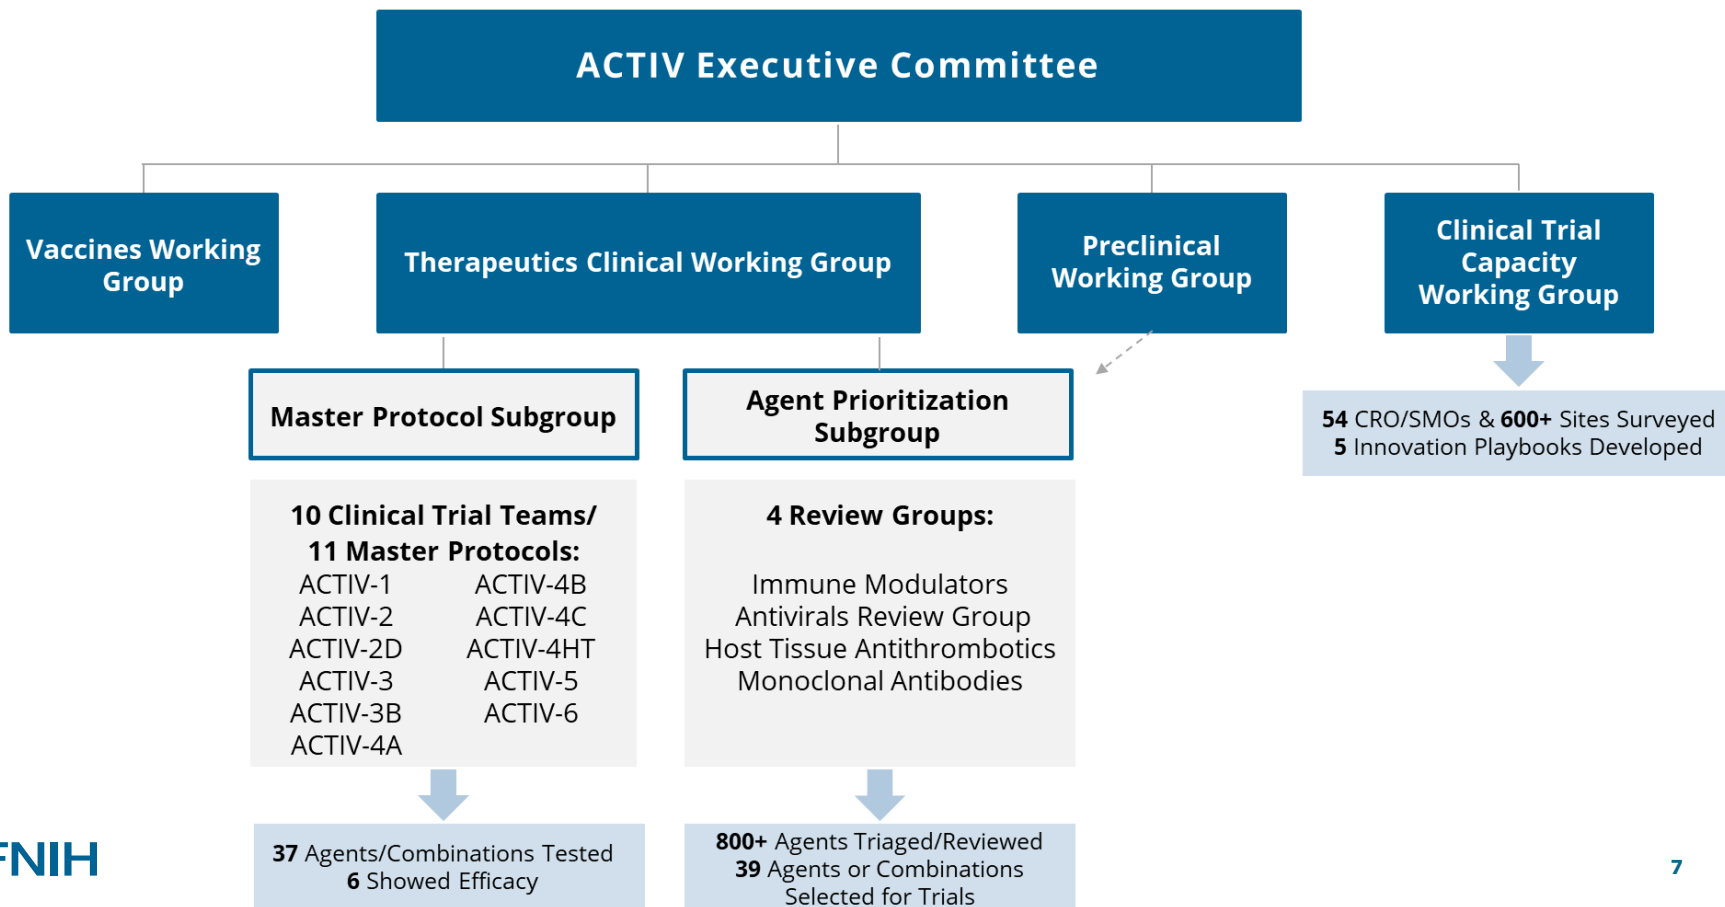 ACTIV Executive Committee
Vaccines Working
Group
Therapeutics Clinical Working Group
Preclinical
Working Group
Clinical Trial
Capacity
Working Group
Master Protocol Subgroup
Agent Prioritization
Subgroup
54 CRO/SMOs & 600+ Sites Surveyed
5 Innovation Playbooks Developed
10 Clinical Trial Teams/
11 Master Protocols:
ACTIV-1
ACTIV-2
ACTIV-2D
ACTIV-3
ACTIV-3B
ACTIV-4A
ACTIV-4B
ACTIV-4C
ACTIV-4HT
ACTIV-5
ACTIV-6
4 Review Groups:
Immune Modulators
Antivirals Review Group
Host Tissue Antithrombotics
Monoclonal Antibodies
37 Agents/Combinations Tested
6 Showed Efficacy
800+ Agents Triaged/Reviewed
39 Agents or Combinations
Selected for Trials
FNIH
7